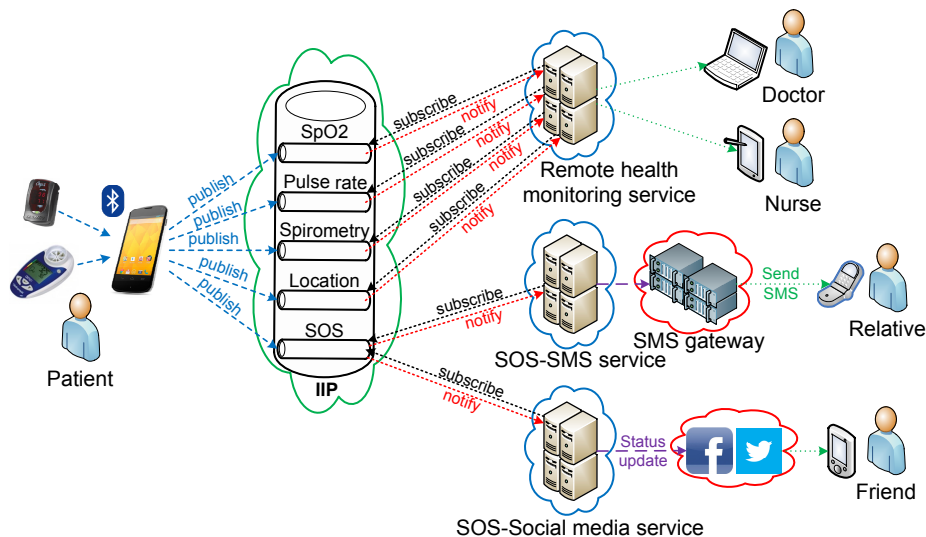 publish
publish
publish
publish
publish
Patient
SpO2
Pulse rate
Spirometry
Location
SOS
IIP
subscribe
notify
subscribe
notify
subscribe
notify
subscribe
notify
subscribe
notify
subscribe
notify
Remote health
monitoring service
Doctor
Nurse
SOS-SMS service
SMS gateway
Send
SMS
Relative
SOS-Social media service
Status
update
f
Friend